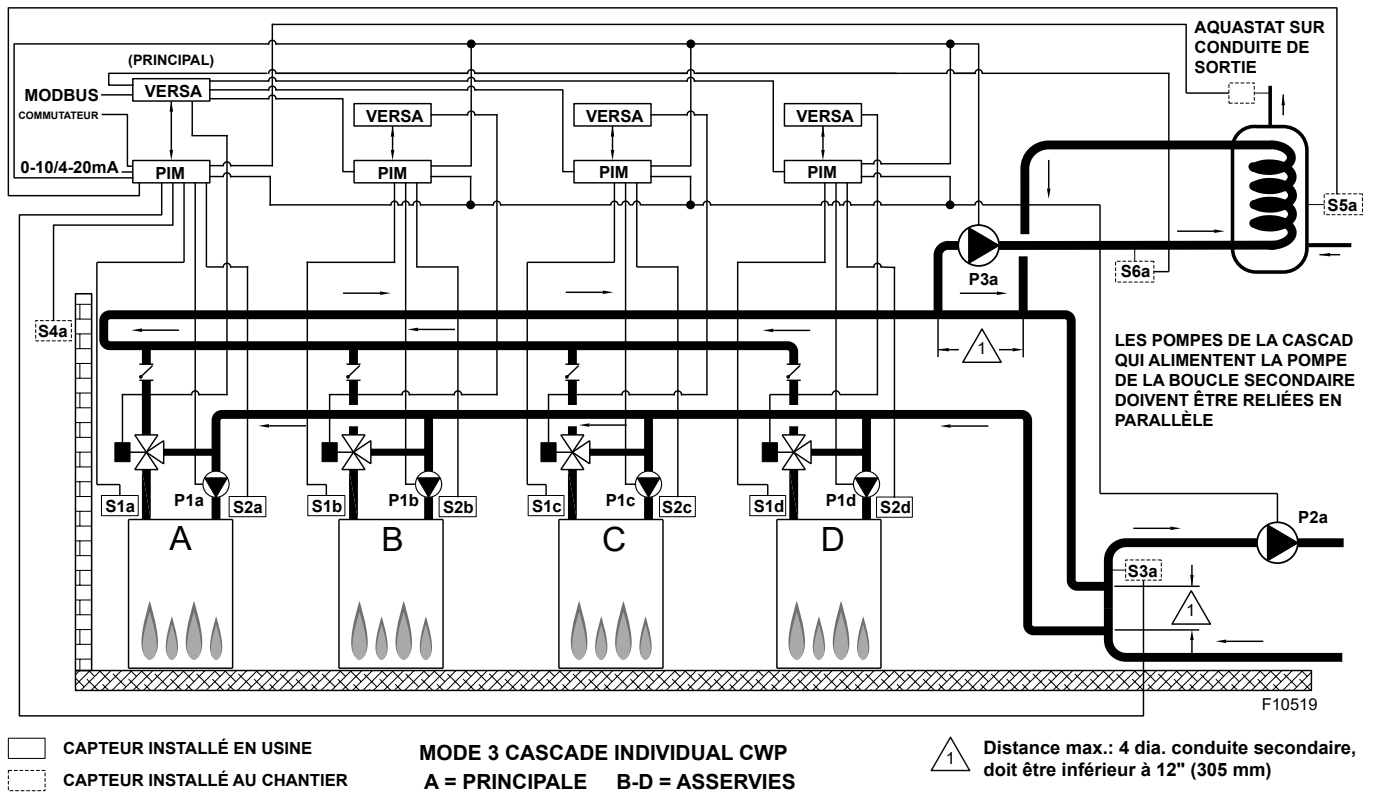 AQUASTAT SUR
CONDUITE DE
SORTIE
(PRINCIPAL)
VERSA
MODBUS
COMMUTATEUR
VERSA
VERSA
VERSA
0-10/4-20mA
PIM
PIM
PIM
PIM
S5a
S6a
P3a
S4a
1
LES POMPES DE LA CASCAD
QUI ALIMENTENT LA POMPE
DE LA BOUCLE SECONDAIRE
DOIVENT ÊTRE RELIÉES EN
PARALLÈLE
S1a
P1a
S2a
S1b
P1b
S2b
S1c
P1c
S2c
S1d
P1d
S2d
P2a
A
B
C
D
S3a
1
F10519
CAPTEUR INSTALLÉ EN USINE
CAPTEUR INSTALLÉ AU CHANTIER
MODE 3 CASCADE INDIVIDUAL CWP
A = PRINCIPALE B-D = ASSERVIES
1
Distance max.: 4 dia. conduite secondaire,
doit être inférieur à 12" (305 mm)